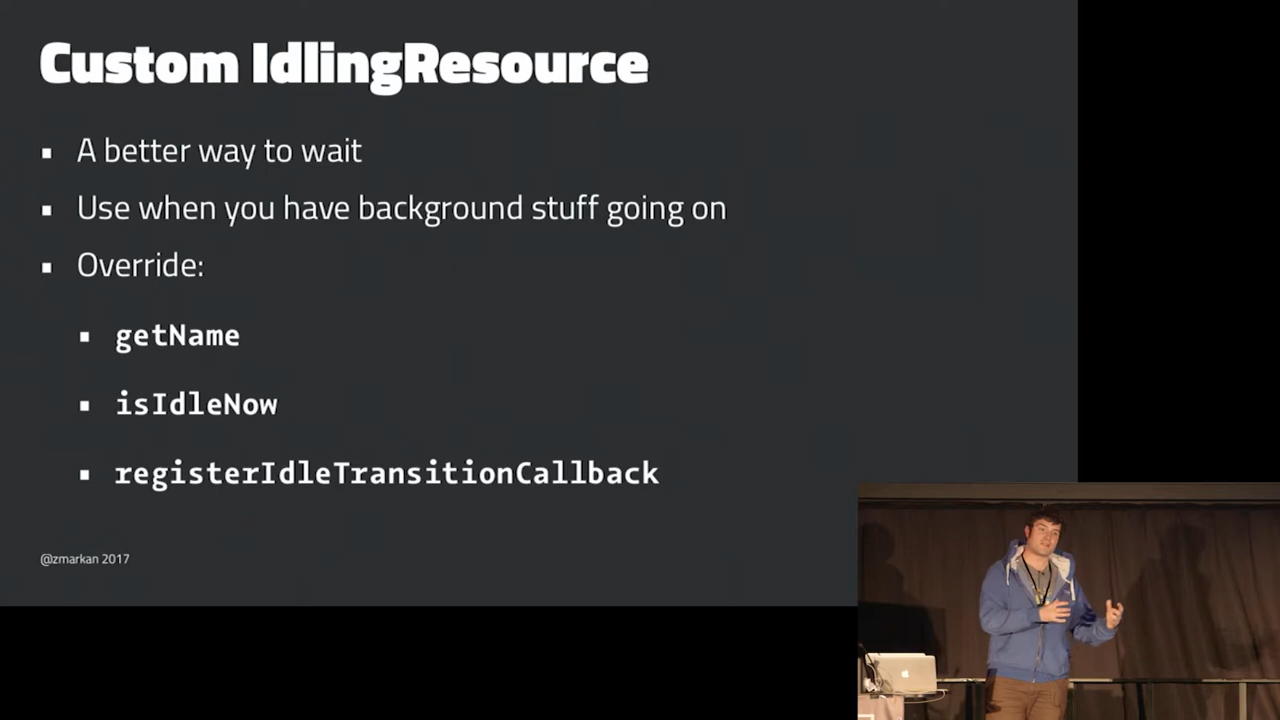 Custom IdlingResource
▪ A better way to wait
▪ Use when you have background stuff going on
▪ Override:
▪ getName
▪ isIdleNow
▪ registerIdleTransitionCallback
@zmarkan 2017